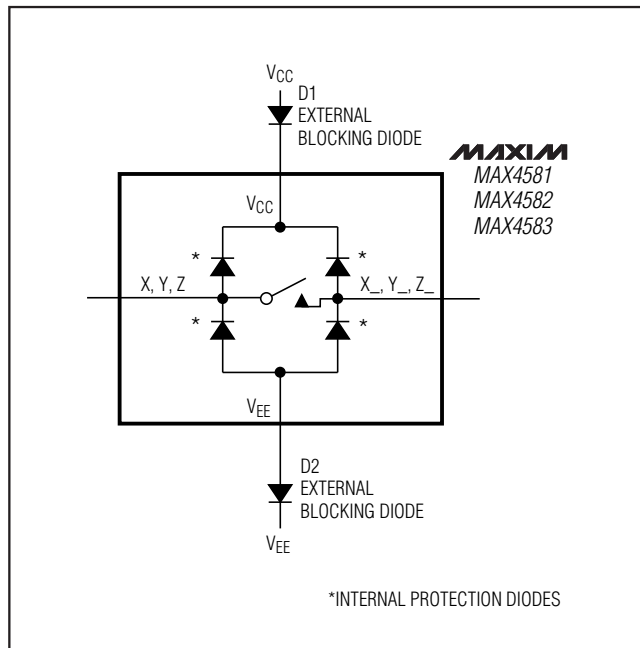 VCC
D1
EXTERNAL
BLOCKING DIODE
MAXIM
MAX4581
MAX4582
MAX4583
VCC
* *
X, Y, Z
X_, Y_, Z_
* *
VEE
D2
EXTERNAL
BLOCKING DIODE
VEE
*INTERNAL PROTECTION DIODES